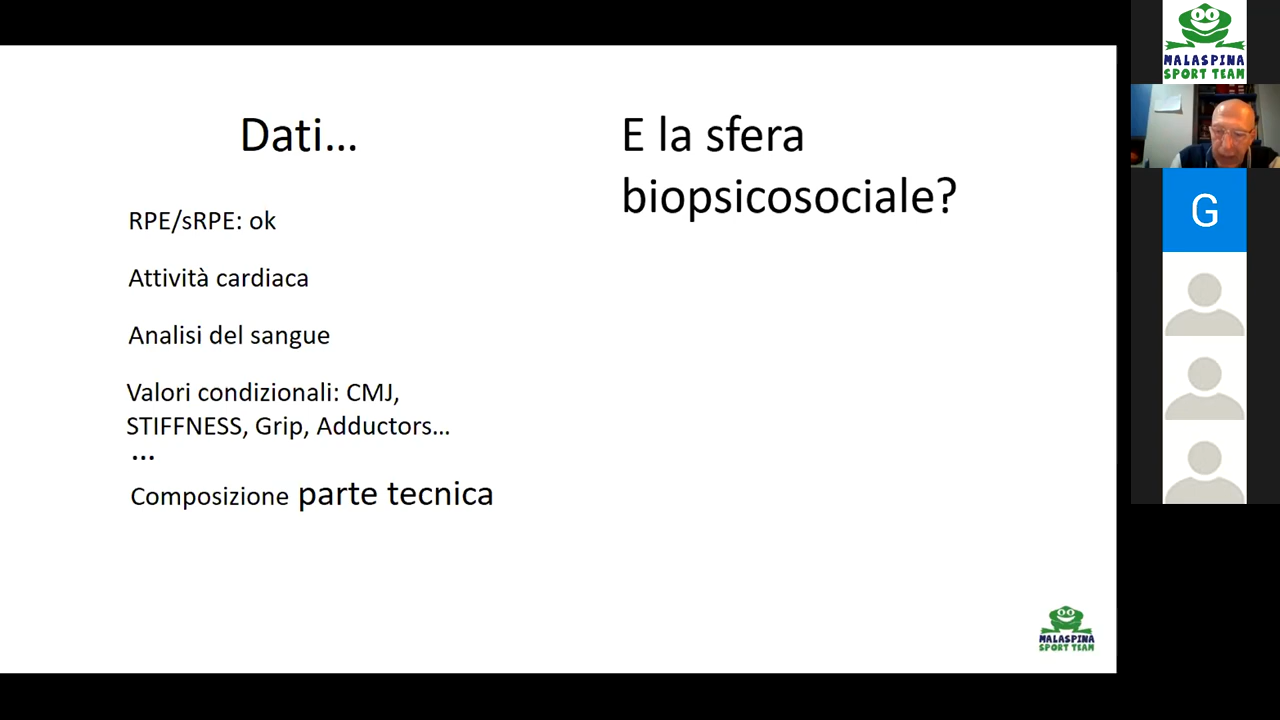 Dati...
RPE/sRPE: ok
Attività cardiaca
Analisi del sangue
Valori condizionali: CMJ,
STIFFNESS, Grip, Adductors...
...
Composizione parte tecnica
E la sfera
biopsicosociale?
MALASPINA
SPORT TEAM
MALASPINA
SPORT TEAM
G